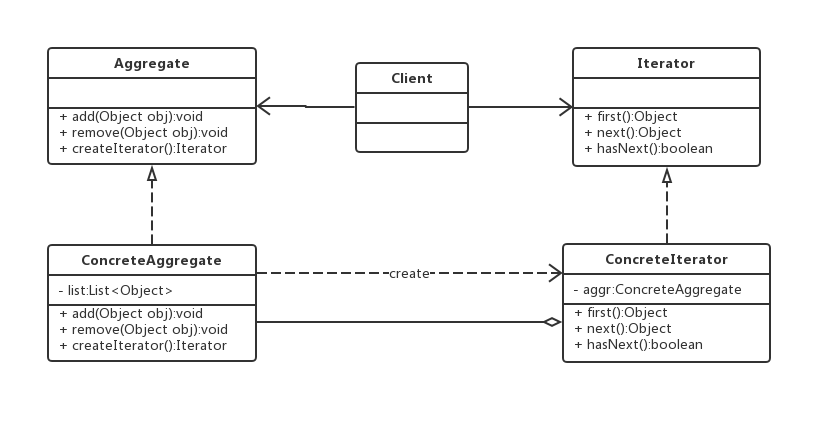 Aggregate
+ add(Object obj):void
+ remove(Object obj):void
+ createIterator():Iterator
Client
Iterator
+ first():Object
+ next():Object
+ hasNext():boolean
ConcreteAggregate
- list:List<Object>
+ add(Object obj):void
+ remove(Object obj):void
+ createIterator():Iterator
create
ConcreteIterator
- aggr:ConcreteAggregate
+ first():Object
+ next():Object
+ hasNext():boolean